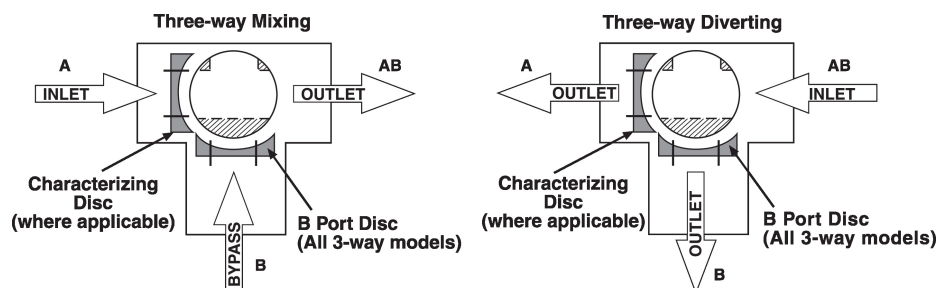 Three-way Mixing
A
INLET
AB
OUTLET
Characterizing
Disc
(where applicable)
BYPASS
B
B Port Disc
(All 3-way models)
Three-way Diverting
A
OUTLET
AB
INLET
Characterizing
Disc
(where applicable)
OUTLET
B
B Port Disc
(All 3-way models)